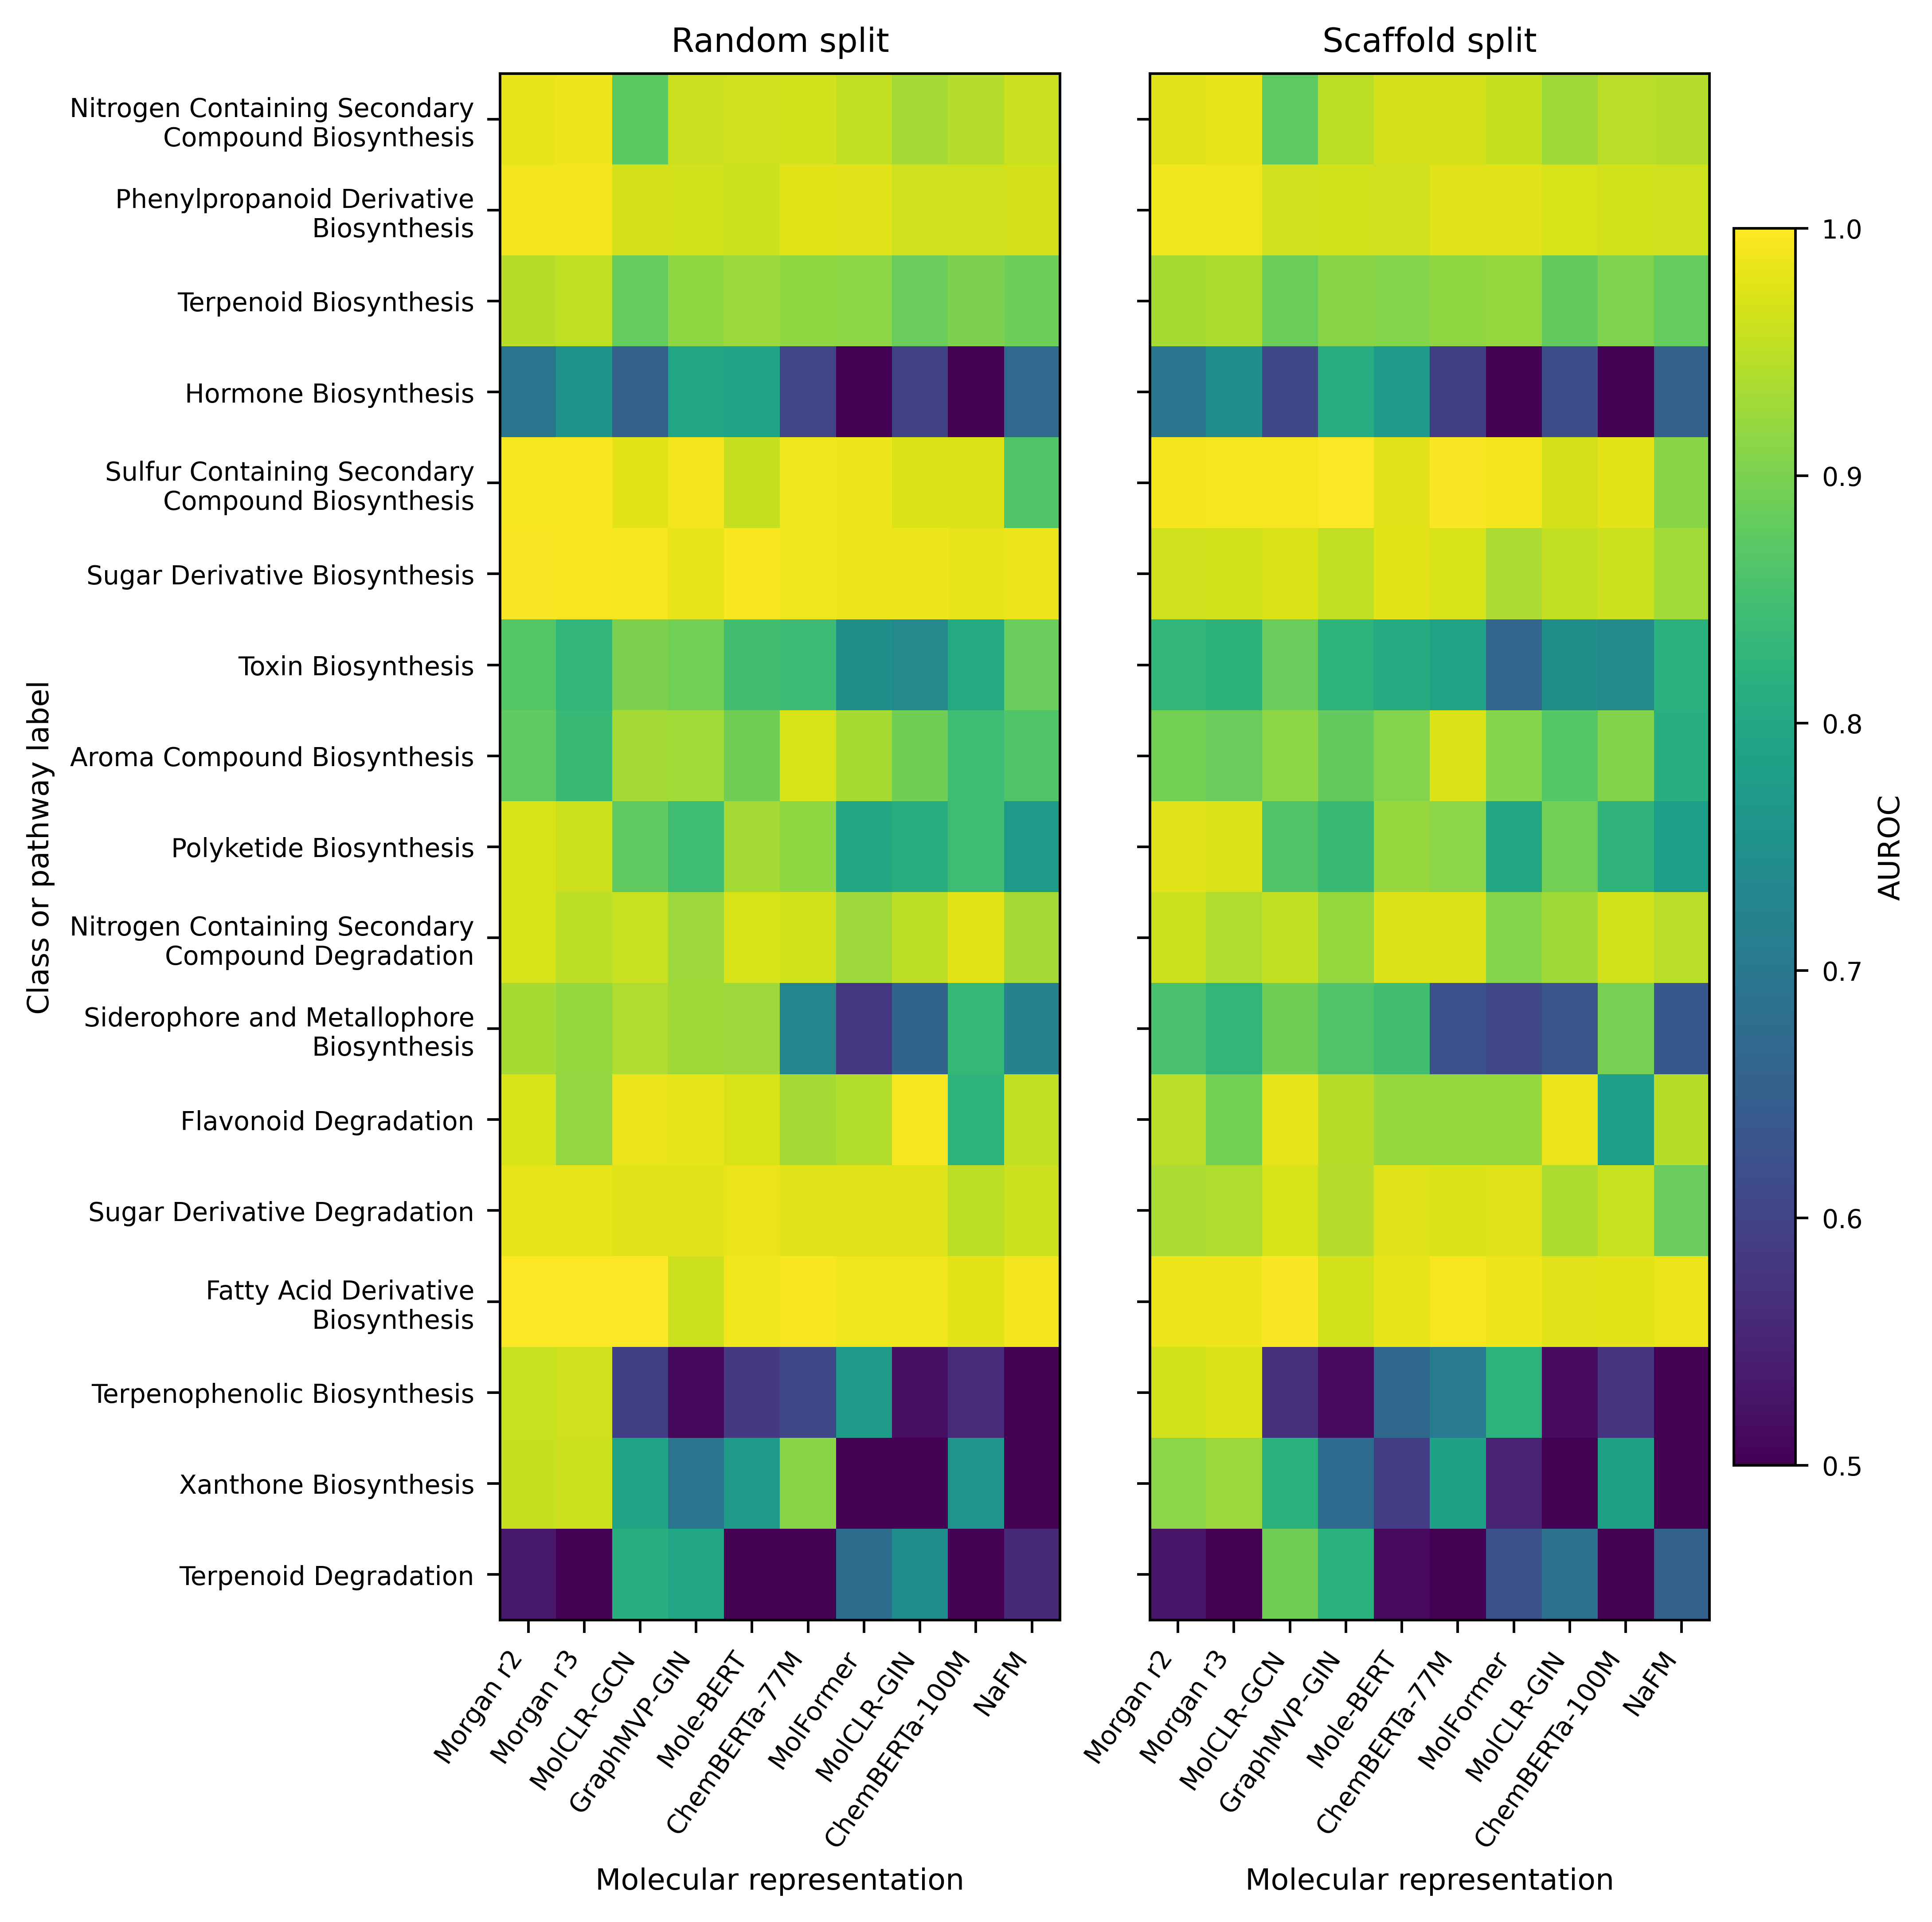 Random split
Scaffold split
Class or pathway label
Nitrogen Containing Secondary
Compound Biosynthesis
Phenylpropanoid Derivative
Biosynthesis
Terpenoid Biosynthesis
Hormone Biosynthesis
Sulfur Containing Secondary
Compound Biosynthesis
Sugar Derivative Biosynthesis
Toxin Biosynthesis
Aroma Compound Biosynthesis
Polyketide Biosynthesis
Nitrogen Containing Secondary
Compound Degradation
Siderophore and Metallophore
Biosynthesis
Flavonoid Degradation
Sugar Derivative Degradation
Fatty Acid Derivative
Biosynthesis
Terpenophenolic Biosynthesis
Xanthone Biosynthesis
Terpenoid Degradation
Morgan r2
Morgan r3
MolCLR-GCN
GraphMVP-GIN
Mole-BERT
ChemBERTa-77M
MolFormer
MolCLR-GIN
ChemBERTa-100M
NaFM
Molecular representation
Morgan r2
Morgan r3
MolCLR-GCN
GraphMVP-GIN
Mole-BERT
ChemBERTa-77M
MolFormer
MolCLR-GIN
ChemBERTa-100M
NaFM
Molecular representation
1.0
0.9
0.8
0.7
0.6
0.5
AUROC